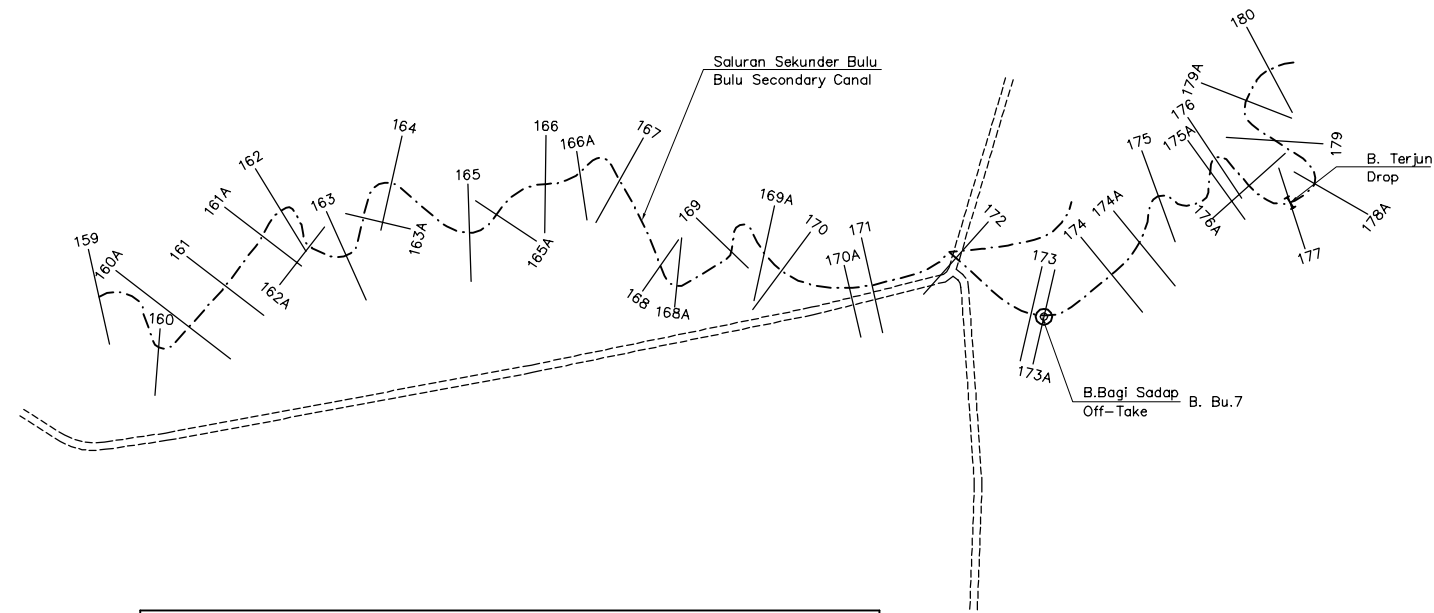 180
179A
Saluran Sekunder Bulu
Bulu Secondary Canal
176
175A
175
179
B. Terjun
Drop
164
166
167
166A
162
165
163
161A
169A
169
170
171
172
174A
174
176A
178A
177
159
160A
161
163A
165A
170A
173
162A
168
168A
160
173A
B.Bagi Sadap
Off-Take
B. Bu.7